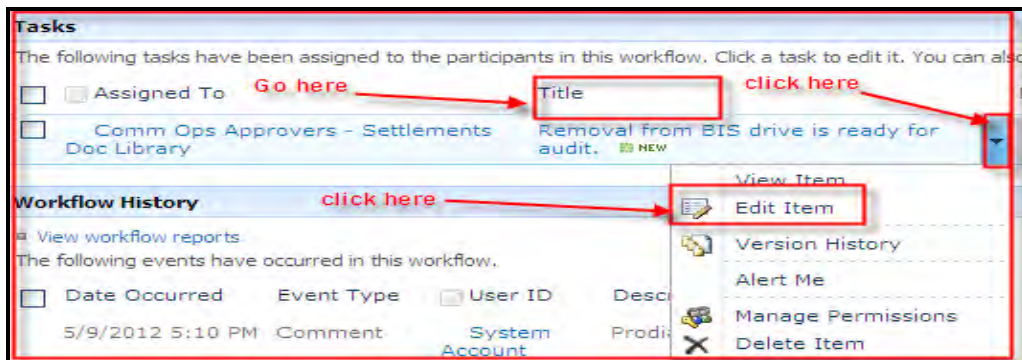 Tasks
The following tasks have been assigned to the participants in this workflow. Click a task to edit it. You can also
Assigned To Go here Title click here
Comm Ops Approvers - Settlements Doc Library
Removal from BIS drive is ready for audit. NEW
View Item
Workflow History click here Edit Item
View workflow reports
Version History
The following events have occurred in this workflow.
Alert Me
Date Occurred Event Type User ID
Manage Permissions
5/9/2012 5:10 PM Comment System Account
Delete Item